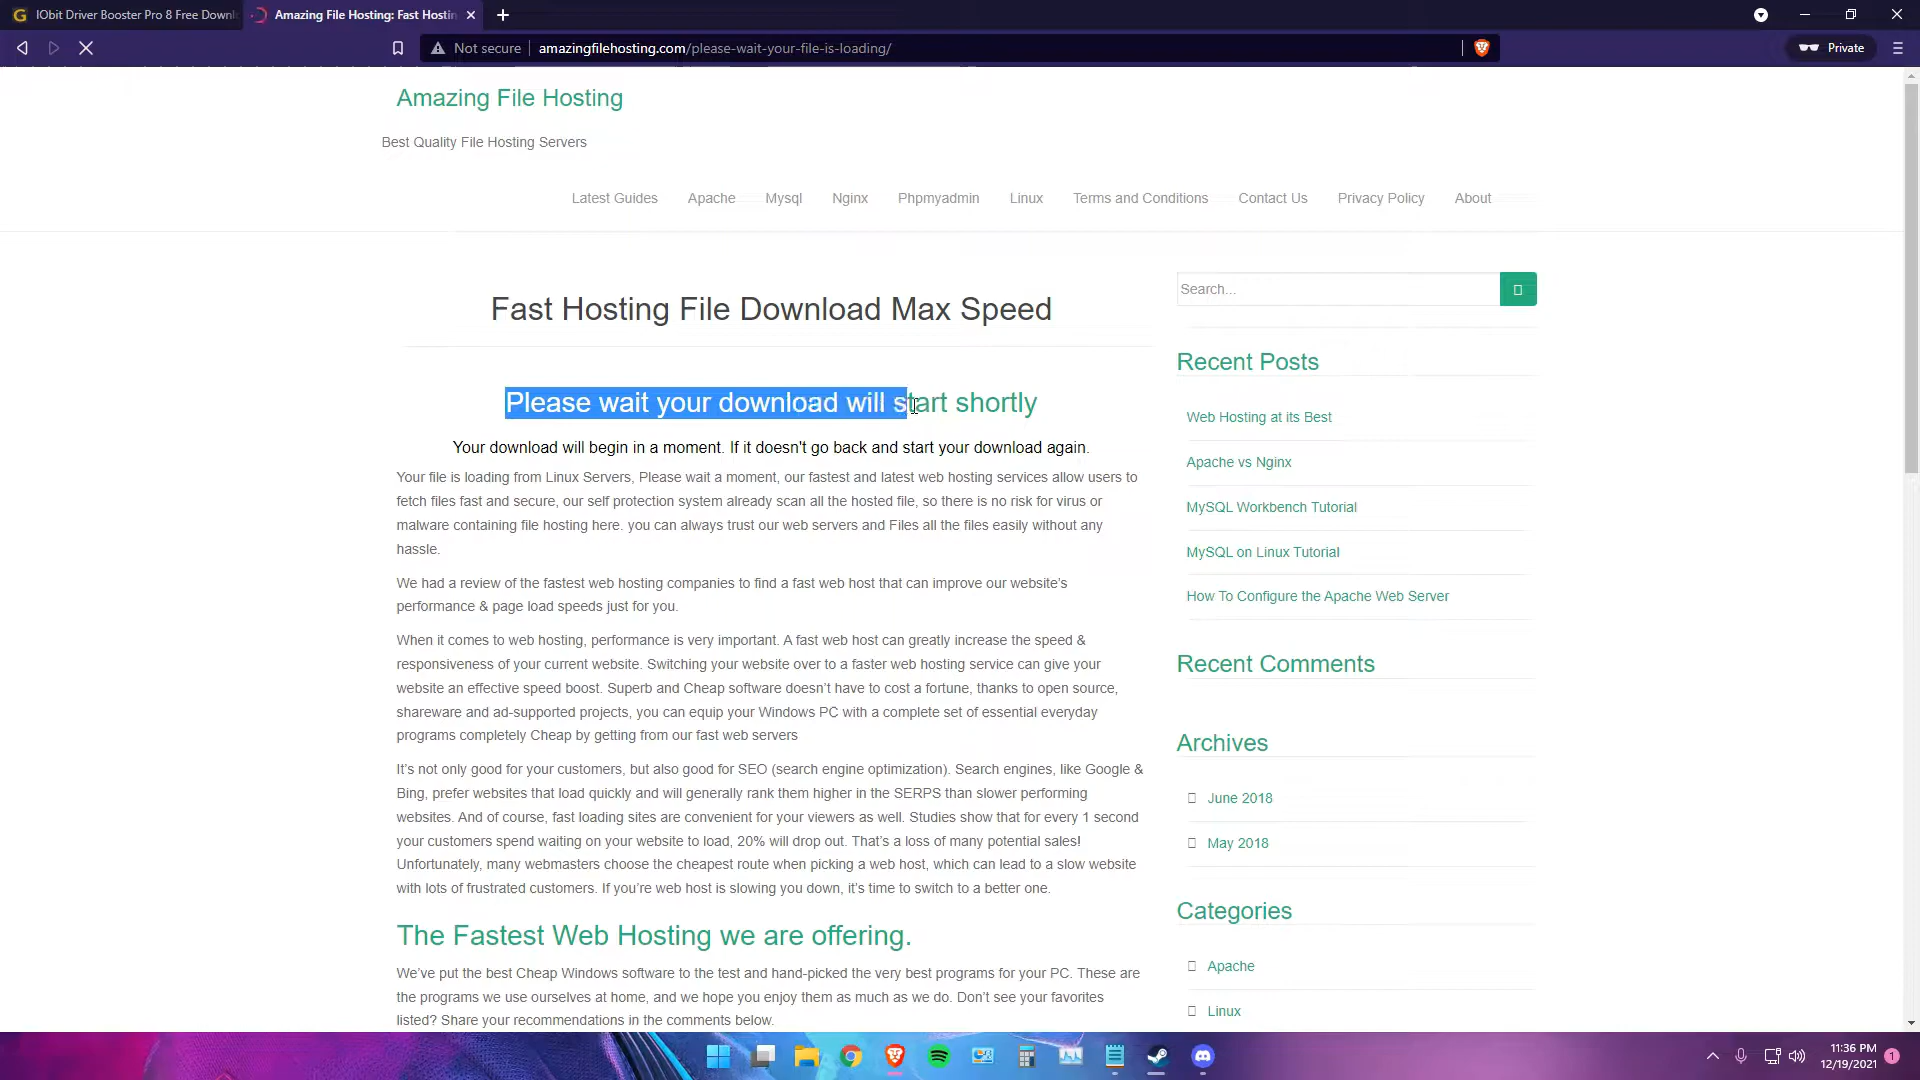 IObit Driver Booster Pro 8 Free Downl
Amazing File Hosting: Fast Hostin
Not secure
amazingfilehosting.com/please-wait-your-file-is-loading/
Private
Amazing File Hosting
Best Quality File Hosting Servers
Latest Guides
Apache
Mysql
Nginx
Phpmyadmin
Linux
Terms and Conditions
Contact Us
Privacy Policy
About
Fast Hosting File Download Max Speed
Please wait your download will start shortly
Your download will begin in a moment. If it doesn't go back and start your download again.
Your file is loading from Linux Servers, Please wait a moment, our fastest and latest web hosting services allow users to
fetch files fast and secure, our self protection system already scan all the hosted file, so there is no risk for virus or
malware containing file hosting here. you can always trust our web servers and Files all the files easily without any
hassle.
We had a review of the fastest web hosting companies to find a fast web host that can improve our website's
performance & page load speeds just for you.
When it comes to web hosting, performance is very important. A fast web host can greatly increase the speed &
responsiveness of your current website. Switching your website over to a faster web hosting service can give your
website an effective speed boost. Superb and Cheap software doesn't have to cost a fortune, thanks to open source,
shareware and ad-supported projects, you can equip your Windows PC with a complete set of essential everyday
programs completely Cheap by getting from our fast web servers
It's not only good for your customers, but also good for SEO (search engine optimization). Search engines, like Google &
Bing, prefer websites that load quickly and will generally rank them higher in the SERPS than slower performing
websites. And of course, fast loading sites are convenient for your viewers as well. Studies show that for every 1 second
your customers spend waiting on your website to load, 20% will drop out. That's a loss of many potential sales!
Unfortunately, many webmasters choose the cheapest route when picking a web host, which can lead to a slow website
with lots of frustrated customers. If you're web host is slowing you down, it's time to switch to a better one.
The Fastest Web Hosting we are offering.
We've put the best Cheap Windows software to the test and hand-picked the very best programs for your PC. These are
the programs we use ourselves at home, and we hope you enjoy them as much as we do. Don't see your favorites
listed? Share your recommendations in the comments below.
Search...
Recent Posts
Web Hosting at its Best
Apache vs Nginx
MySQL Workbench Tutorial
MySQL on Linux Tutorial
How To Configure the Apache Web Server
Recent Comments
Archives
June 2018
May 2018
Categories
Apache
Linux
11:36 PM
12/19/2021
1